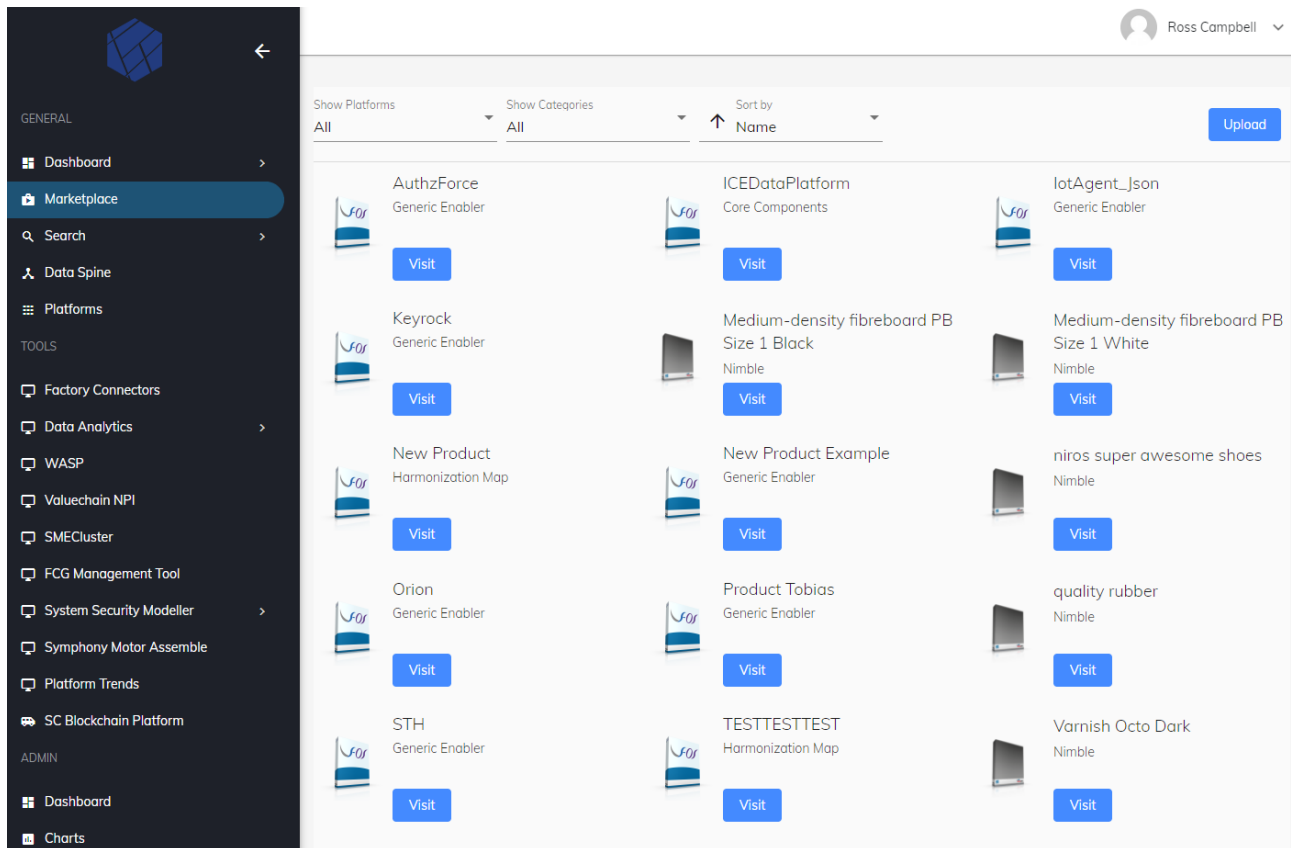 Ross Campbell
GENERAL
Dashboard
Marketplace
Search
Data Spine
Platforms
TOOLS
Factory Connectors
Data Analytics
WASP
Valuechain NPI
SMECluster
FCG Management Tool
System Security Modeller
Symphony Motor Assemble
Platform Trends
SC Blockchain Platform
ADMIN
Dashboard
Charts
Show Platforms
All
Show Categories
All
Sort by
Name
Upload
AuthzForce
Generic Enabler
Visit
ICEDataPlatform
Core Components
Visit
IotAgent_Json
Generic Enabler
Visit
Keyrock
Generic Enabler
Visit
Medium-density fibreboard PB
Size 1 Black
Nimble
Visit
Medium-density fibreboard PB
Size 1 White
Nimble
Visit
New Product
Harmonization Map
Visit
New Product Example
Generic Enabler
Visit
niros super awesome shoes
Nimble
Visit
Orion
Generic Enabler
Visit
Product Tobias
Generic Enabler
Visit
quality rubber
Nimble
Visit
STH
Generic Enabler
Visit
TESTTESTTEST
Harmonization Map
Visit
Varnish Octo Dark
Nimble
Visit